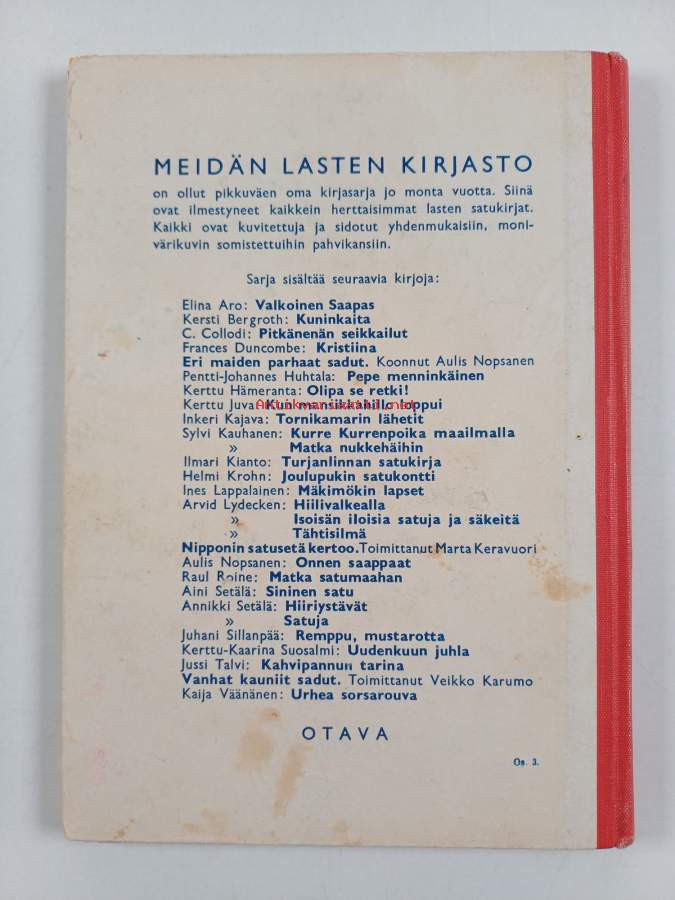 MEIDÄN LASTEN KIRJASTO
on ollut pikkuväen oma kirjasarja jo monta vuotta. Siinä
ovat ilmestyneet kaikkein herttaisimmat lasten satukirjat.
Kaikki ovat kuvitettuja ja sidotut yhdenmukaisiin, moni-
värikuvin somistettuihin pahvikansiin.
Sarja sisältää seuraavia kirjoja:
Elina Aro: Valkoinen Saapas
Kersti Bergroth: Kuninkaita
C. Collodi: Pitkänenän seikkailut
Frances Duncombe: Kristiina
Eri maiden parhaat sadut. Koonnut Aulis Nopsanen
Pentti-Johannes Huhtala: Pepe menninkäinen
Kerttu Hämeranta: Olipa se retki!
Kerttu Juva: Kun mansikkahillo loppui
Inkeri Kajava: Tornikamarin lähetit
Sylvi Kauhanen: Kurre Kurrenpoika maailmalla
» Matka nukkehäihin
Ilmari Kianto: Turjanlinnan satukirja
Helmi Krohn: Joulupukin satukontti
Ines Lappalainen: Mäkimökin lapset
Arvid Lydecken: Hiilivalkealla
» Isoisän iloisia satuja ja säkeitä
» Tähtisilmä
Nipponin satusetä kertoo. Toimittanut Marta Keravuori
Aulis Nopsanen: Onnen saappaat
Raul Roine: Matka satumaahan
Aini Setälä: Sininen satu
Annikki Setälä: Hiiriystävät
» Satuja
Juhani Sillanpää: Remppu, mustarotta
Kerttu-Kaarina Suosalmi: Uudenkuun juhla
Jussi Talvi: Kahvipannun tarina
Vanhat kauniit sadut. Toimittanut Veikko Karumo
Kaija Väänänen: Urhea sorsarouva
OTAVA
Os. 3.